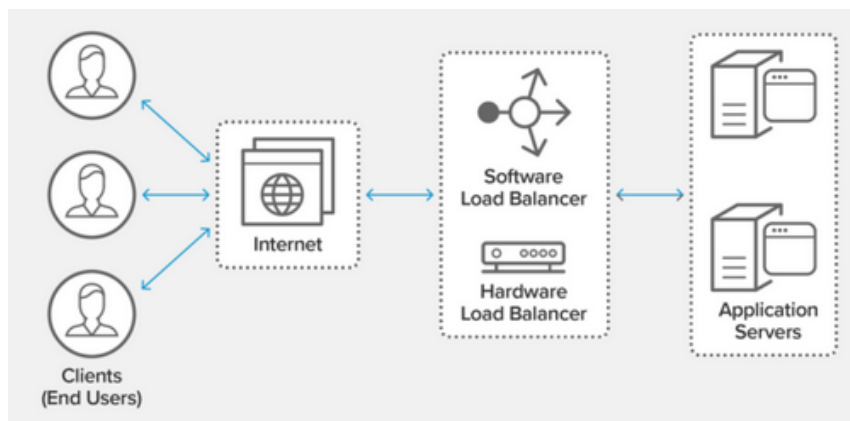 Clients
(End Users)
Internet
Software
Load Balancer
Hardware
Load Balancer
Application
Servers